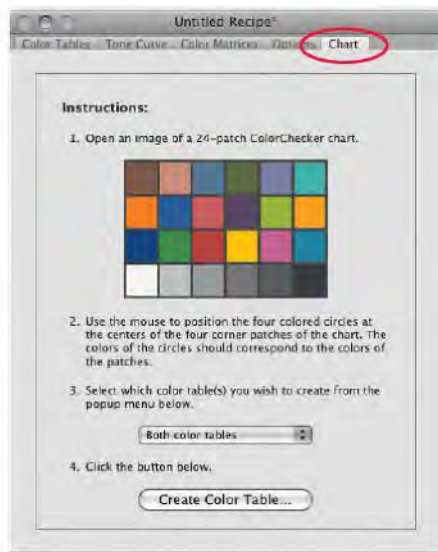 Untitled Recipe*
Color Tables Tone Curve Color Matrices Options Chart
Instructions:
1. Open an image of a 24-patch ColorChecker chart.
2. Use the mouse to position the four colored circles at
the centers of the four corner patches of the chart. The
colors of the circles should correspond to the colors of
the patches.
3. Select which color table(s) you wish to create from the
popup menu below.
Both color tables
4. Click the button below.
Create Color Table...